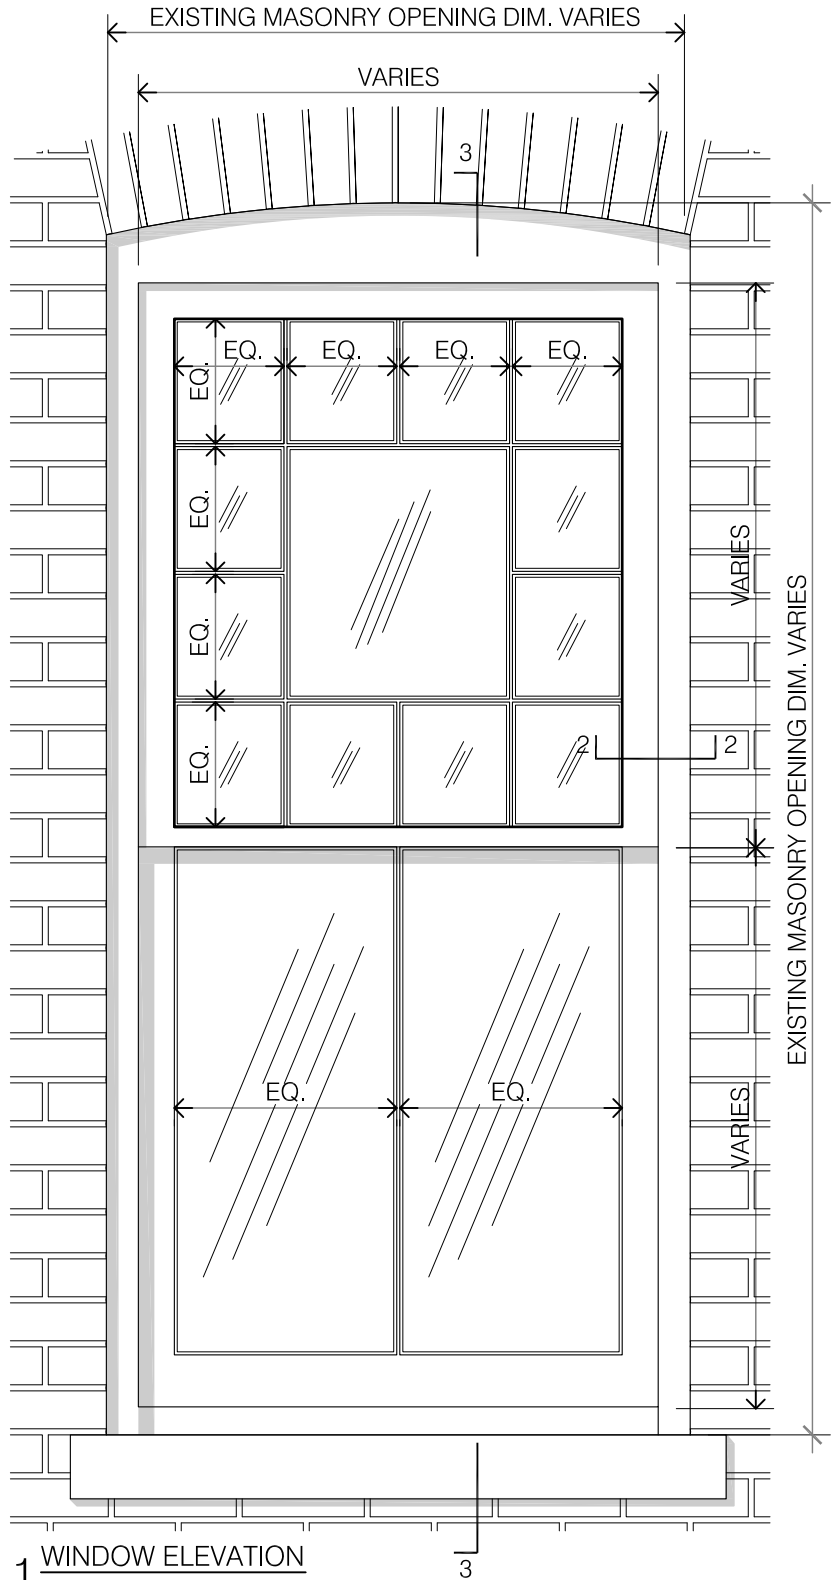 EXISTING MASONRY OPENING DIM. VARIES
VARIES
3
EQ.
EQ.
EQ.
EQ.
EQ.
EQ.
EQ.
EQ.
VARIES
EXISTING MASONRY OPENING DIM. VARIES
2
2
EQ.
EQ.
VARIES
1 WINDOW ELEVATION
3